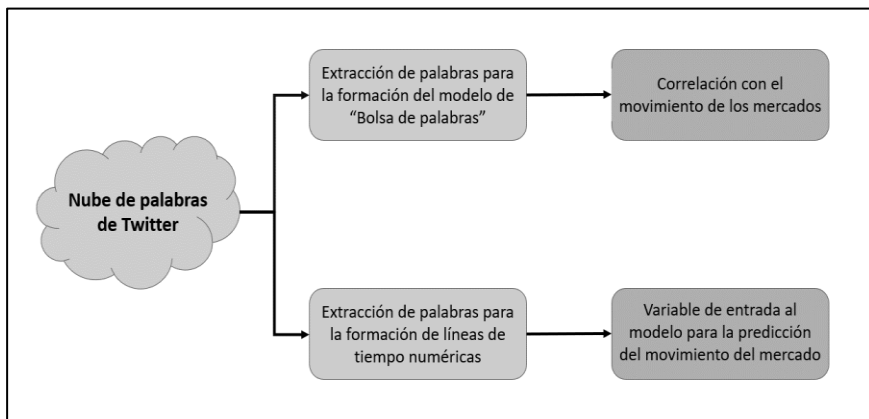 Nube de palabras
de Twitter
Extracción de palabras para
la formación del modelo de
“Bolsa de palabras”
Correlación con el
movimiento de los mercados
Extracción de palabras para
la formación de líneas de
tiempo numéricas
Variable de entrada al
modelo para la predicción
del movimiento del mercado